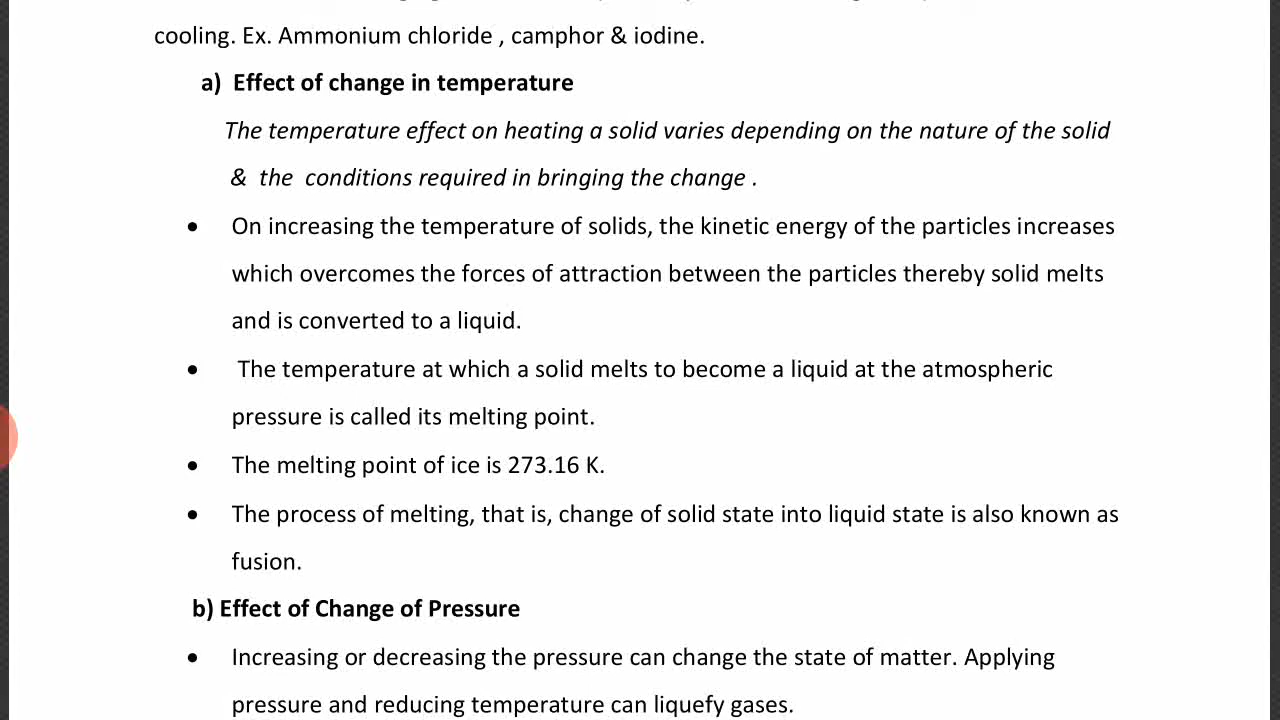 cooling. Ex. Ammonium chloride , camphor & iodine.
a) Effect of change in temperature
The temperature effect on heating a solid varies depending on the nature of the solid
& the conditions required in bringing the change .
• On increasing the temperature of solids, the kinetic energy of the particles increases
which overcomes the forces of attraction between the particles thereby solid melts
and is converted to a liquid.
• The temperature at which a solid melts to become a liquid at the atmospheric
pressure is called its melting point.
• The melting point of ice is 273.16 K.
• The process of melting, that is, change of solid state into liquid state is also known as
fusion.
b) Effect of Change of Pressure
• Increasing or decreasing the pressure can change the state of matter. Applying
pressure and reducing temperature can liquefy gases.